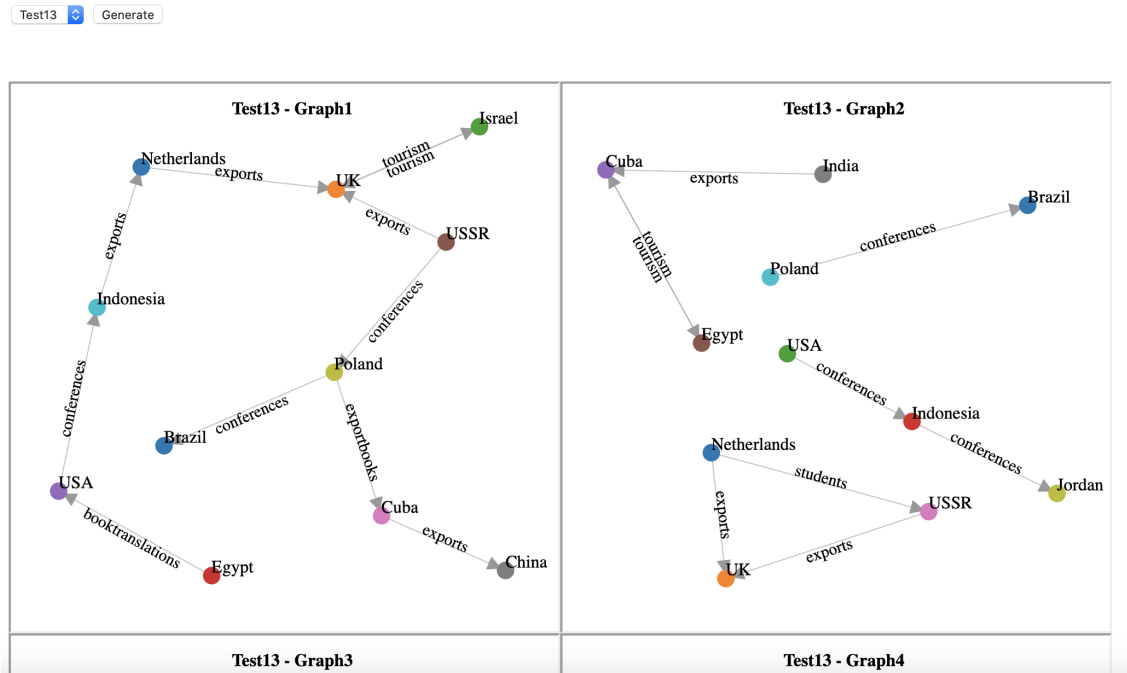 Test13
Generate
Test13 - Graph1
Israel
tourism
tourism
Netherlands
exports
UK
exports
USSR
exports
Indonesia
conferences
Poland
conferences
conferences
exportbooks
Brazil
USA
Cuba
booktranslations
exports
China
Egypt
Test13 - Graph2
Cuba
India
exports
Brazil
conferences
tourism
tourism
Poland
Egypt
USA
conferences
Indonesia
conferences
Netherlands
students
Jordan
exports
USSR
exports
UK
Test13 - Graph3
Test13 - Graph4